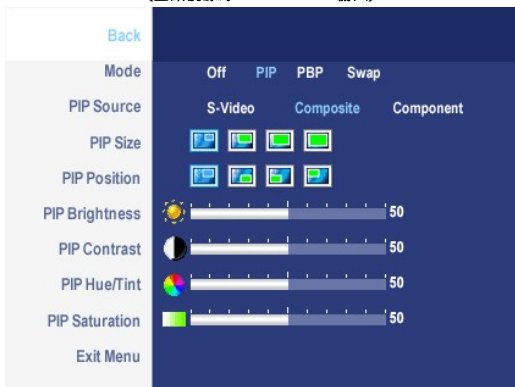 Back
Mode Off PIP PBP Swap
PIP Source S-Video Composite Component
PIP Size
PIP Position
PIP Brightness 50
PIP Contrast 50
PIP Hue/Tint 50
PIP Saturation 50
Exit Menu